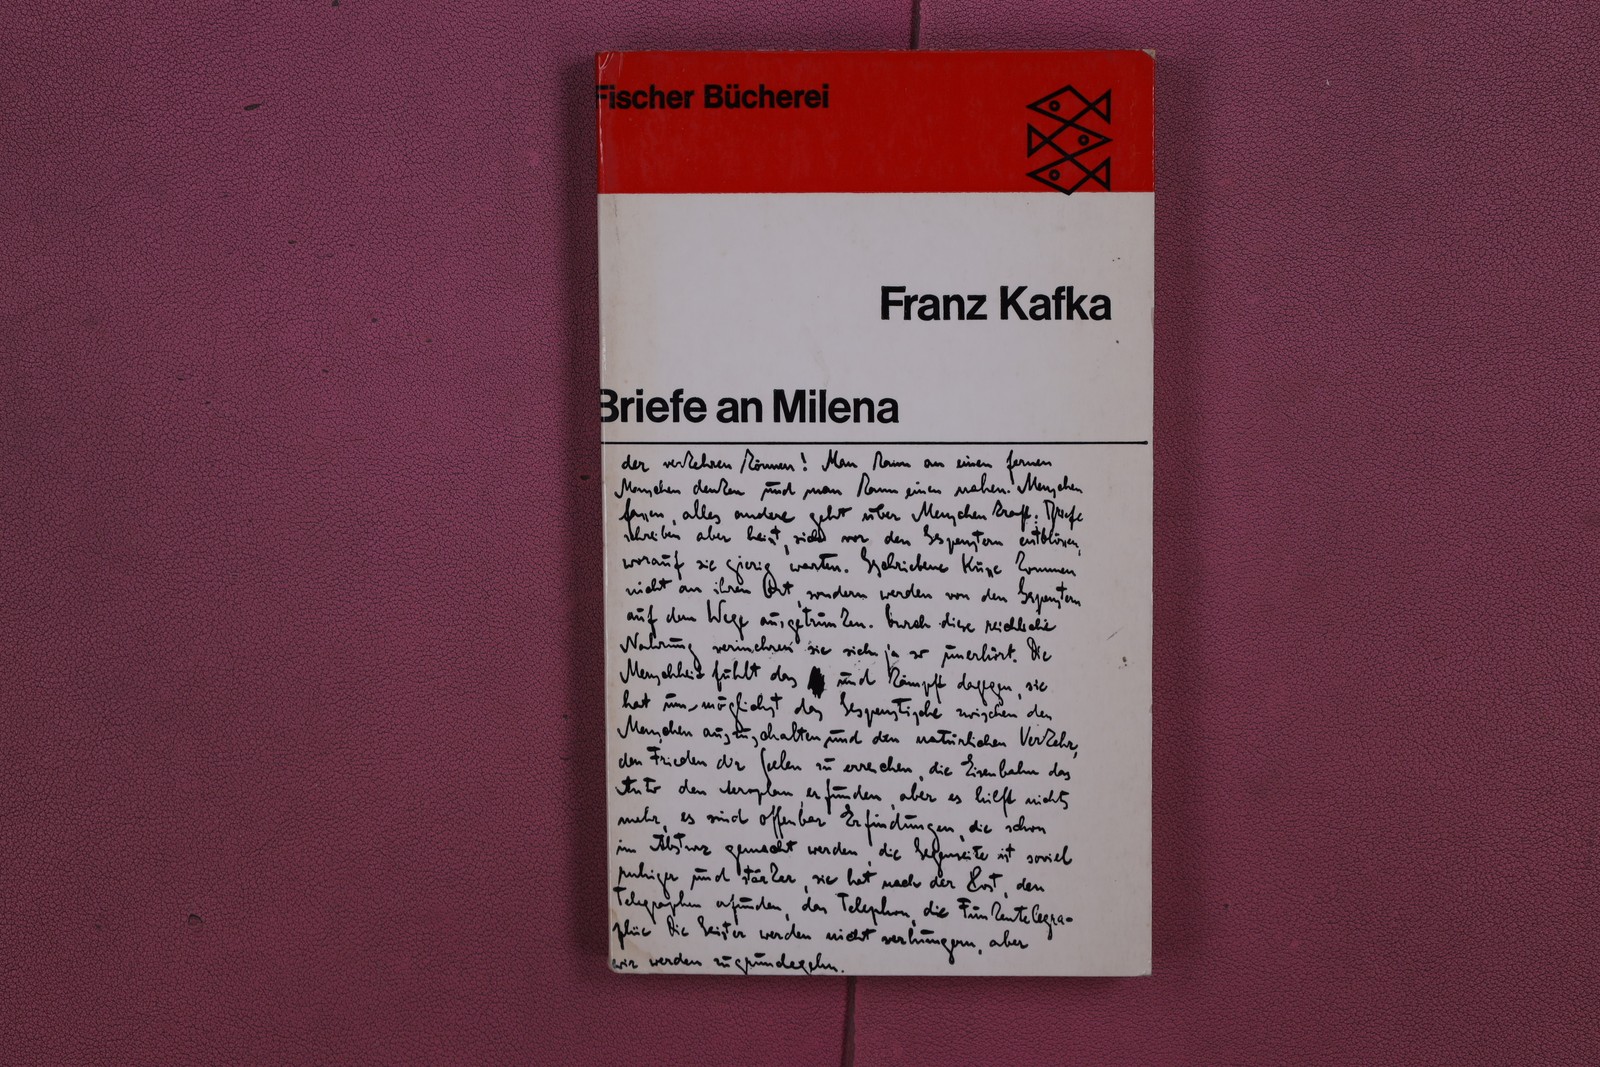 Fischer Bücherei
Franz Kafka
Briefe an Milena
der verkehren können! Man kann an einen fernen
Menschen denken und man kann einen nahen Menschen
fassen, alles andere geht über Menschenkraft. Briefe
schreiben aber heißt, sich vor den Gespenstern entblößen,
worauf sie gierig warten. Geschriebene Küsse kommen
nicht an ihren Ort, sondern werden von den Gespenstern
auf dem Wege ausgetrunken. Durch diese reichliche
Nahrung vermehren sie sich ja so unerhört. Die
Menschheit fühlt das und kämpft dagegen, sie
hat um möglichst das Gespenstische zwischen den
Menschen auszuschalten und den natürlichen Verkehr,
den Frieden der Seelen zu erreichen, die Eisenbahn das
Auto den Aeroplan erfunden, aber es hilft nichts
mehr, es sind offenbar Erfindungen, die schon
im Absturz gemacht werden, die Gegenseite ist soviel
ruhiger und stärker, sie hat nach der Post, den
Telegraphen erfunden, das Telephon, die Funkentelegra-
phie Die Geister werden nicht verhungern, aber
wir werden zugrundegehn.